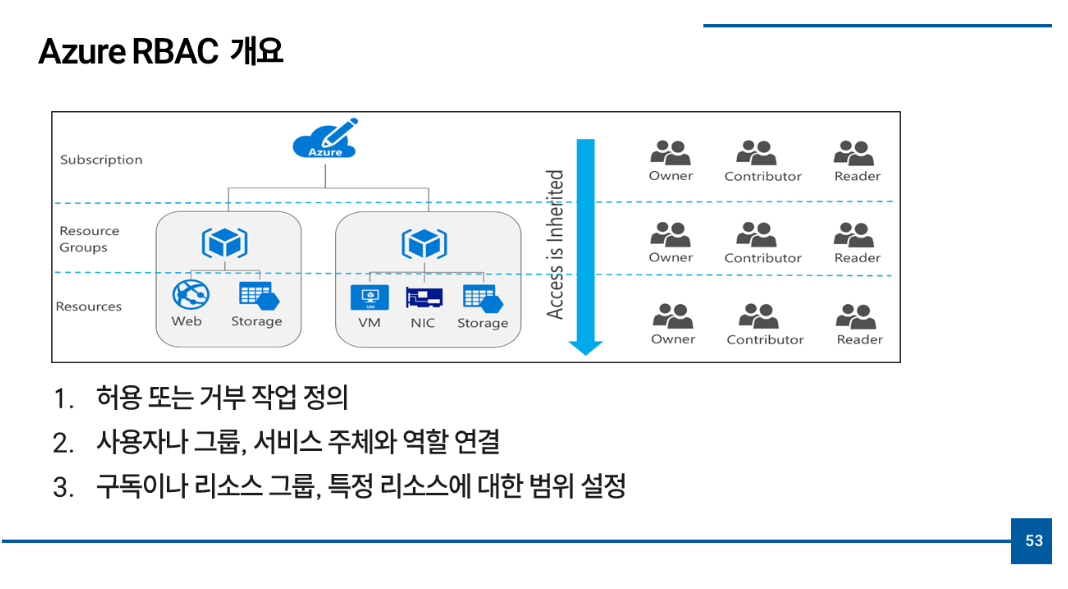 Azure RBAC 개요
Subscription
Azure
Owner
Contributor
Reader
Access is Inherited
Resource
Groups
Owner
Contributor
Reader
Resources
Web
Storage
VM
VM
NIC
Storage
Owner
Contributor
Reader
1. 허용 또는 거부 작업 정의
2. 사용자나 그룹, 서비스 주체와 역할 연결
3. 구독이나 리소스 그룹, 특정 리소스에 대한 범위 설정
53